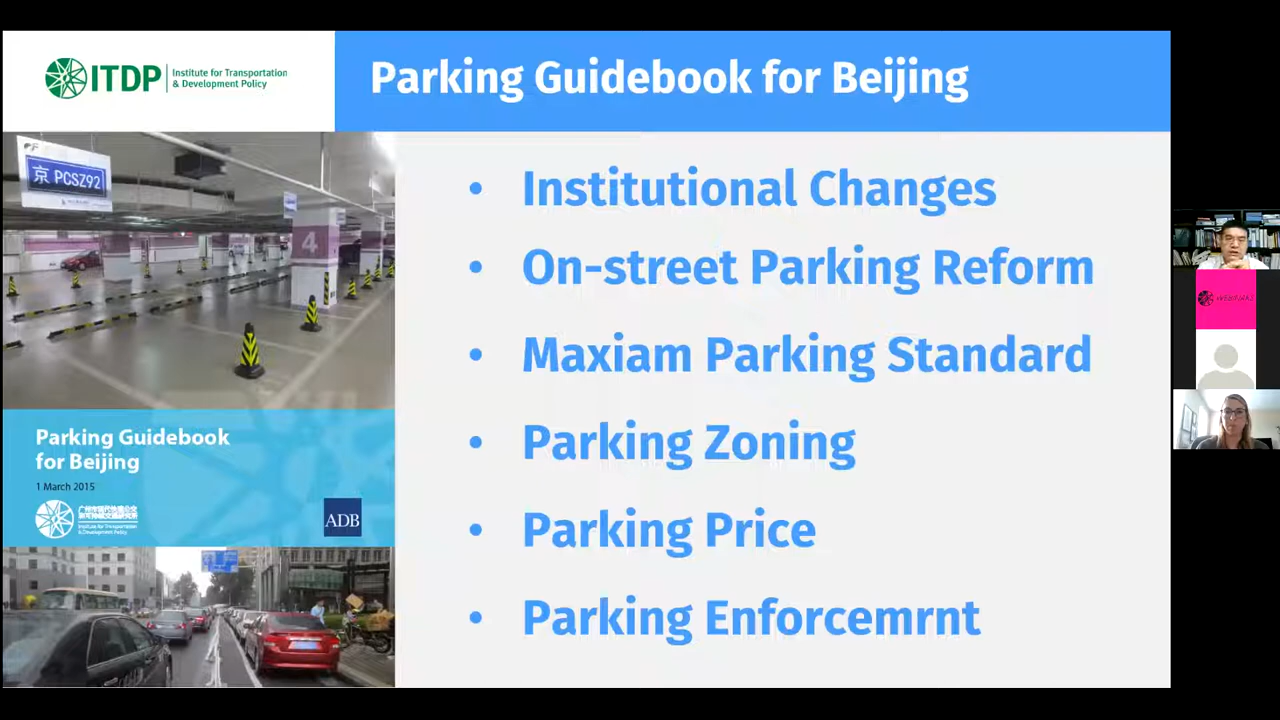 ITDP
Institute for Transportation
& Development Policy
Parking Guidebook for Beijing
京 PCSZ92
4
Parking Guidebook
for Beijing
1 March 2015
Institute for Transportation
& Development Policy
ADB
• Institutional Changes
• On-street Parking Reform
• Maxiam Parking Standard
• Parking Zoning
• Parking Price
• Parking Enforcemrnt
WEBINARS